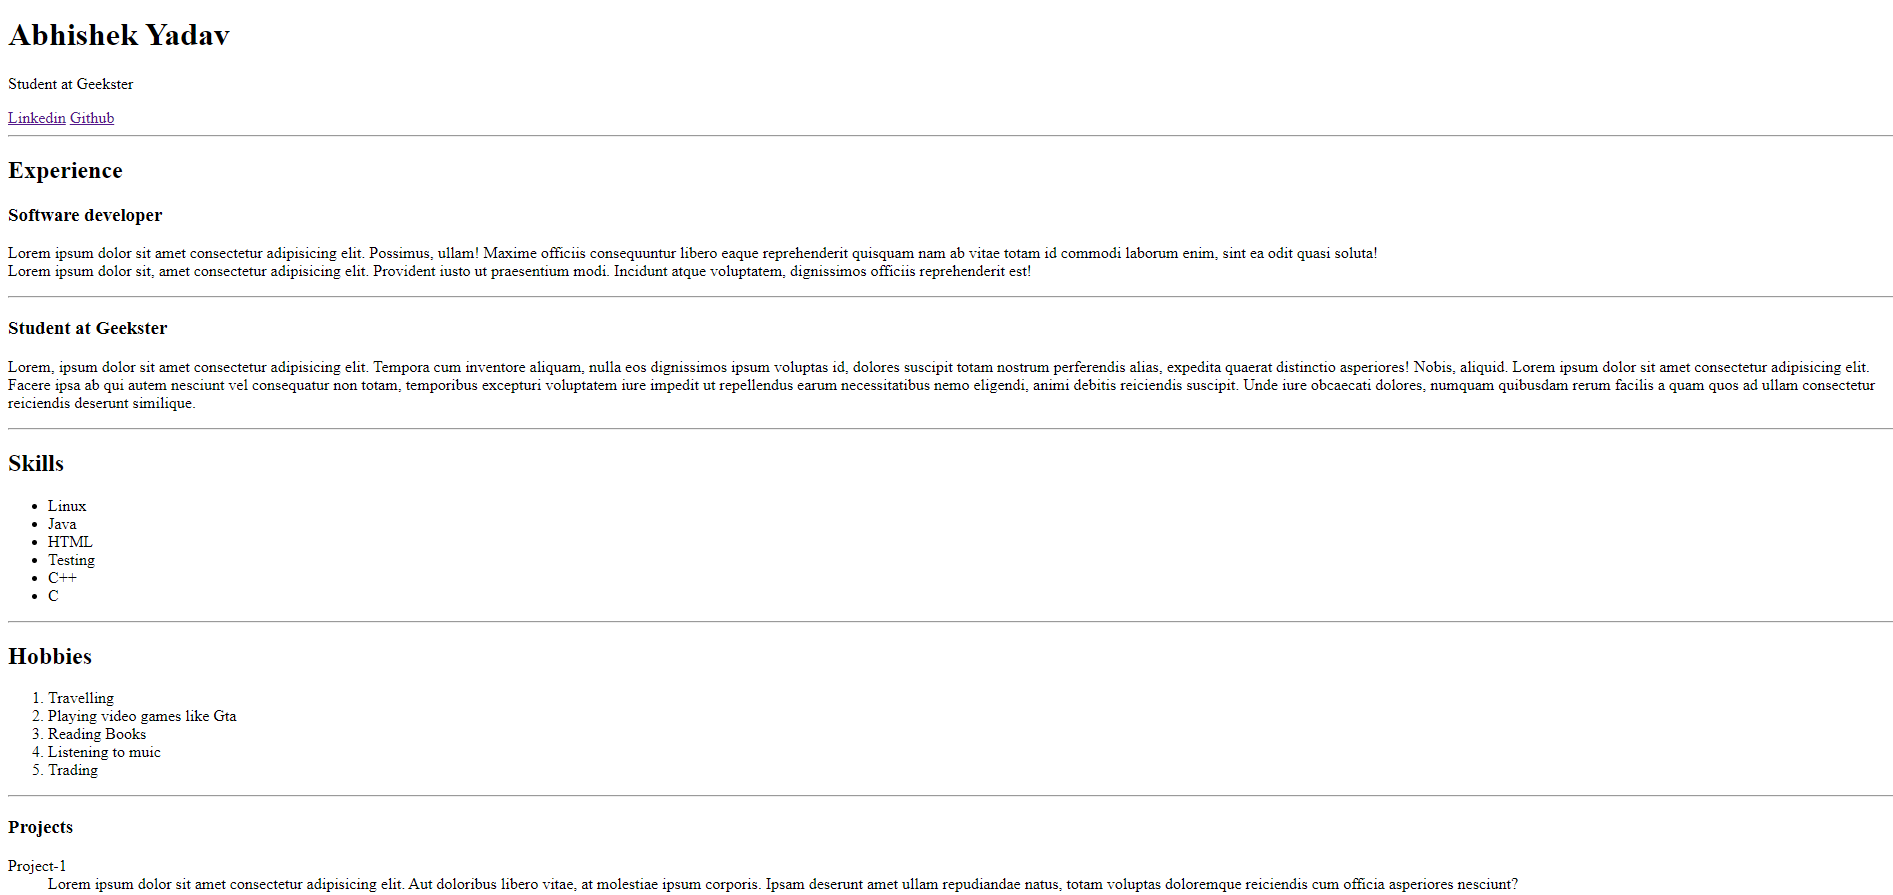 Abhishek Yadav
Student at Geekster
Linkedin Github
Experience
Software developer
Lorem ipsum dolor sit amet consectetur adipisicing elit. Possimus, ullam! Maxime officiis consequuntur libero eaque reprehenderit quisquam nam ab vitae totam id commodi laborum enim, sint ea odit quasi soluta!
Lorem ipsum dolor sit, amet consectetur adipisicing elit. Provident iusto ut praesentium modi. Incidunt atque voluptatem, dignissimos officiis reprehenderit est!
Student at Geekster
Lorem, ipsum dolor sit amet consectetur adipisicing elit. Tempora cum inventore aliquam, nulla eos dignissimos ipsum voluptas id, dolores suscipit totam nostrum perferendis alias, expedita quaerat distinctio asperiores! Nobis, aliquid. Lorem ipsum dolor sit amet consectetur adipisicing elit.
Facere ipsa ab qui autem nesciunt vel consequatur non totam, temporibus excepturi voluptatem iure impedit ut repellendus earum necessitatibus nemo eligendi, animi debitis reiciendis suscipit. Unde iure obcaecati dolores, numquam quibusdam rerum facilis a quam quos ad ullam consectetur
reiciendis deserunt similique.
Skills
• Linux
• Java
• HTML
• Testing
• C++
• C
Hobbies
1. Travelling
2. Playing video games like Gta
3. Reading Books
4. Listening to muic
5. Trading
Projects
Project-1
Lorem ipsum dolor sit amet consectetur adipisicing elit. Aut doloribus libero vitae, at molestiae ipsum corporis. Ipsam deserunt amet ullam repudiandae natus, totam voluptas doloremque reiciendis cum officia asperiores nesciunt?